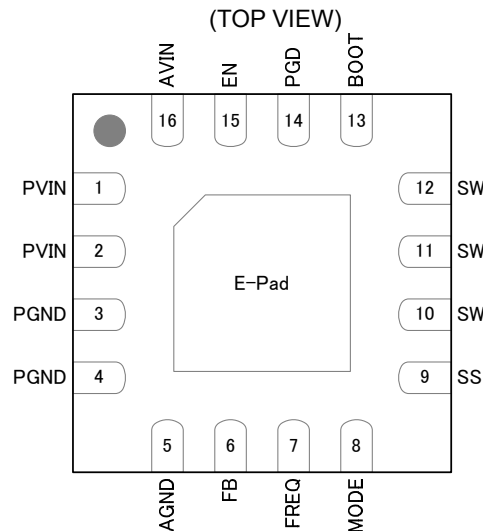 (TOP VIEW)
AVIN EN PGD BOOT
16 15 14 13
PVIN 1 12 SW
PVIN 2 11 SW
E-Pad
PGND 3 10 SW
PGND 4 9 SS
5 6 7 8
AGND FB FREQ MODE